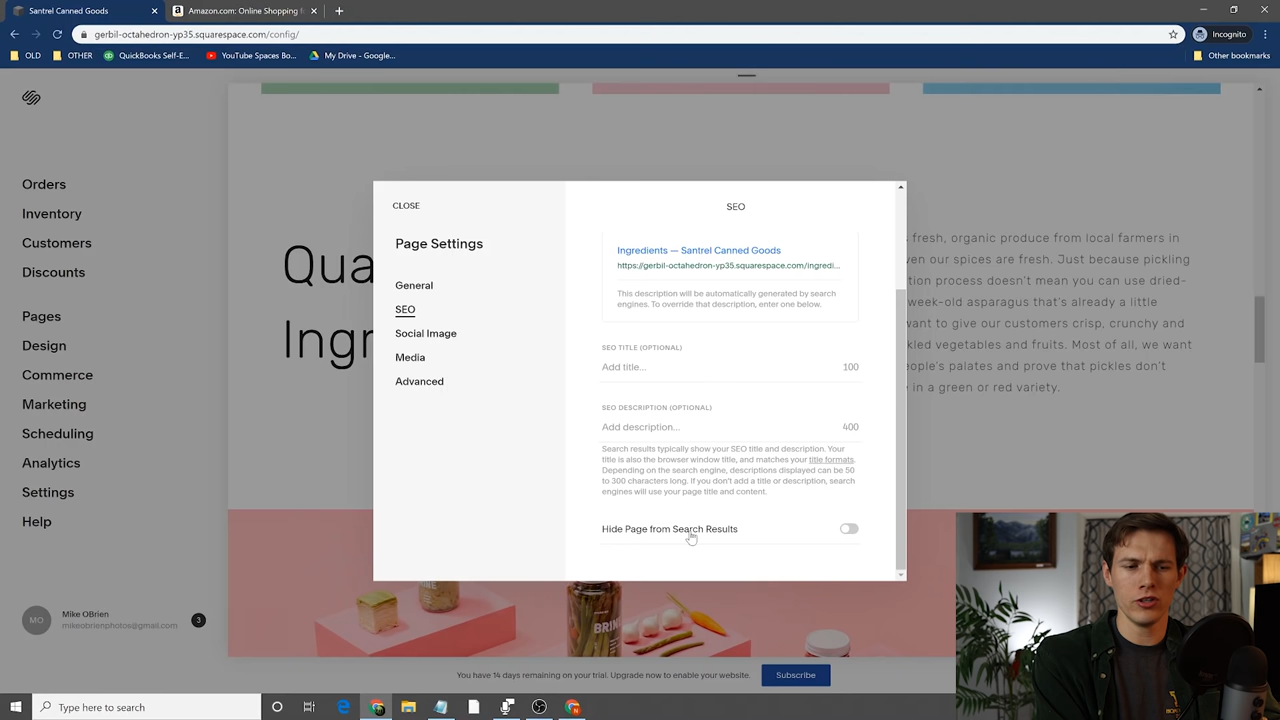 Santrel Canned Goods
Amazon.com: Online Shopping f
gerbil-octahedron-yp35.squarespace.com/config/
Incognito
OLD
OTHER
QuickBooks Self-E...
YouTube Spaces Bo...
My Drive - Google...
Other bookmarks
Orders
Inventory
Customers
Discounts
Pages
Design
Commerce
Marketing
Scheduling
Analytics
Settings
Help
MO
Mike OBrien
mikeobrienphotos@gmail.com
3
Qua
Ingr
CLOSE
Page Settings
General
SEO
Social Image
Media
Advanced
SEO
Ingredients — Santrel Canned Goods
https://gerbil-octahedron-yp35.squarespace.com/ingredi...
This description will be automatically generated by search
engines. To override that description, enter one below.
SEO TITLE (OPTIONAL)
Add title...
100
SEO DESCRIPTION (OPTIONAL)
Add description...
400
Search results typically show your SEO title and description. Your
title is also the browser window title, and matches your title formats.
Depending on the search engine, descriptions displayed can be 50
to 300 characters long. If you don't add a title or description, search
engines will use your page title and content.
Hide Page from Search Results
s fresh, organic produce from local farmers in
ven our spices are fresh. Just because pickling
tion process doesn't mean you can use dried-
week-old asparagus that's already a little
want to give our customers crisp, crunchy and
kled vegetables and fruits. Most of all, we want
eople's palates and prove that pickles don't
e in a green or red variety.
BRIN
You have 14 days remaining on your trial. Upgrade now to enable your website.
Subscribe
Type here to search